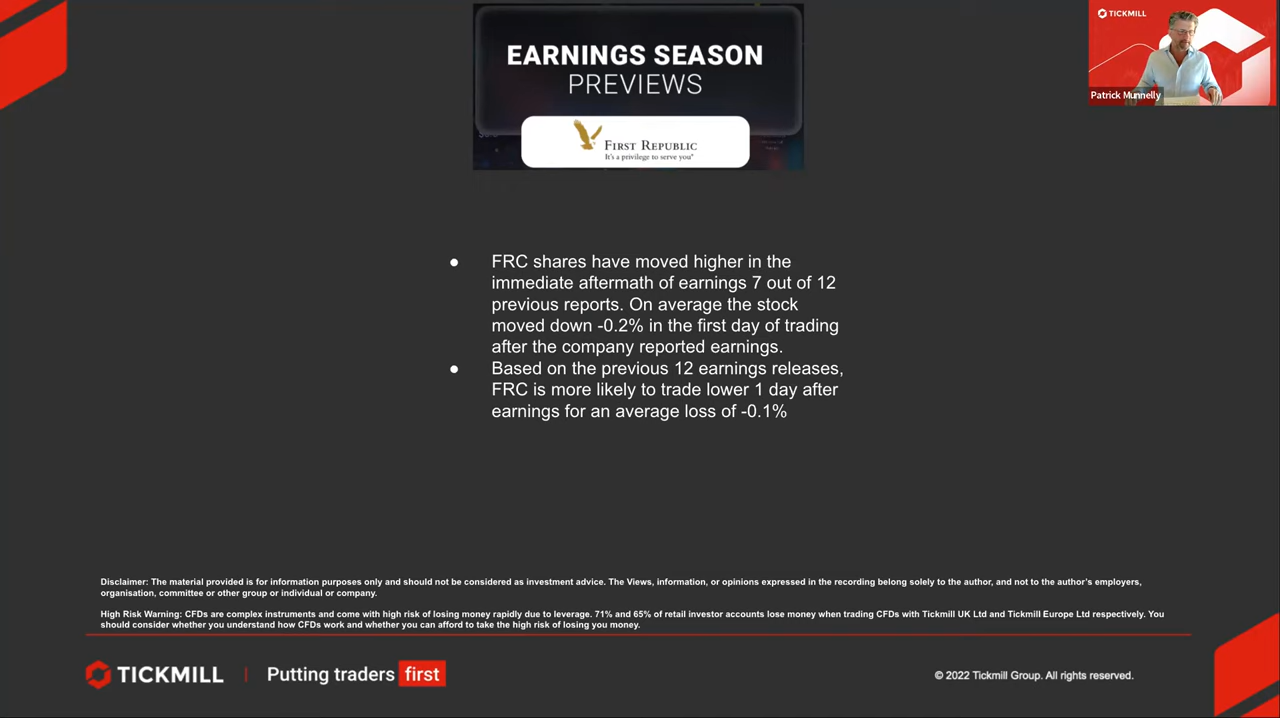 TICKMILL
Patrick Munnelly
EARNINGS SEASON
PREVIEWS
FIRST REPUBLIC
It's a privilege to serve you®
● FRC shares have moved higher in the
immediate aftermath of earnings 7 out of 12
previous reports. On average the stock
moved down -0.2% in the first day of trading
after the company reported earnings.
● Based on the previous 12 earnings releases,
FRC is more likely to trade lower 1 day after
earnings for an average loss of -0.1%
Disclaimer: The material provided is for information purposes only and should not be considered as investment advice. The Views, information, or opinions expressed in the recording belong solely to the author, and not to the author's employers,
organisation, committee or other group or individual or company.
High Risk Warning: CFDs are complex instruments and come with high risk of losing money rapidly due to leverage. 71% and 65% of retail investor accounts lose money when trading CFDs with Tickmill UK Ltd and Tickmill Europe Ltd respectively. You
should consider whether you understand how CFDs work and whether you can afford to take the high risk of losing you money.
TICKMILL | Putting traders first
© 2022 Tickmill Group. All rights reserved.